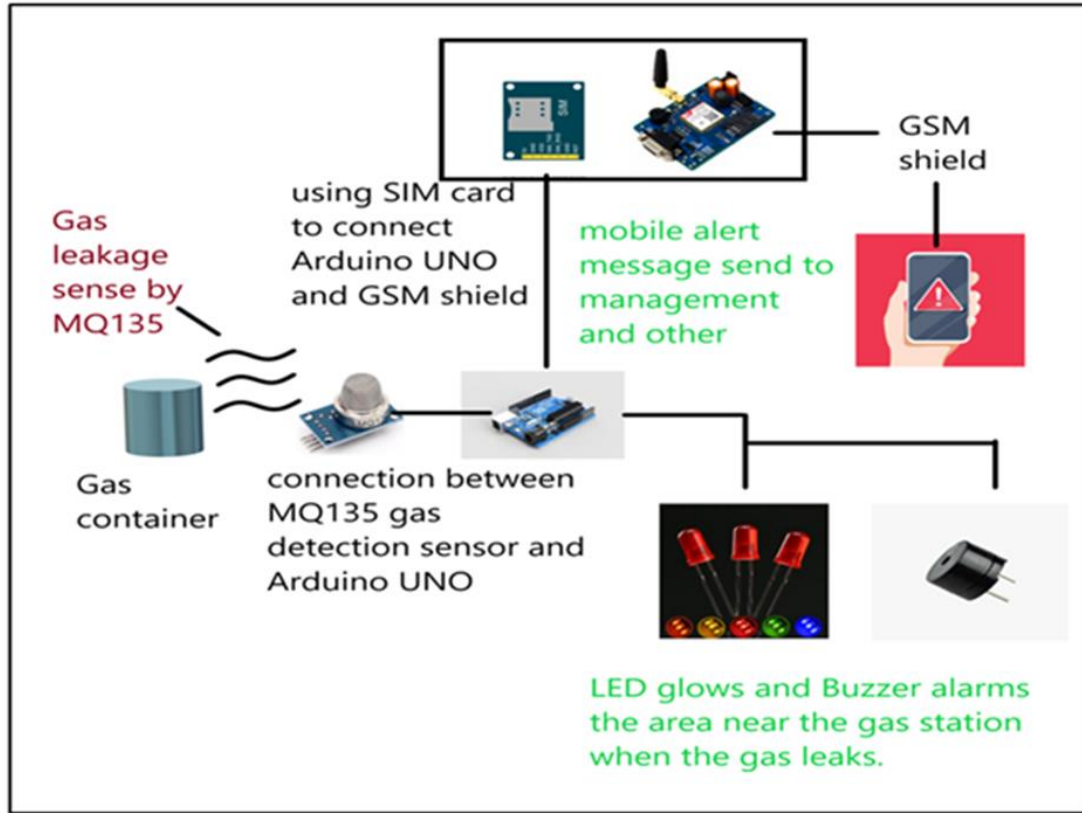 SIM
GSM
shield
using SIM card
to connect
Arduino UNO
and GSM shield
Gas
leakage
sense by
MQ135
mobile alert
message send to
management
and other
Gas
container
connection between
MQ135 gas
detection sensor and
Arduino UNO
LED glows and Buzzer alarms
the area near the gas station
when the gas leaks.